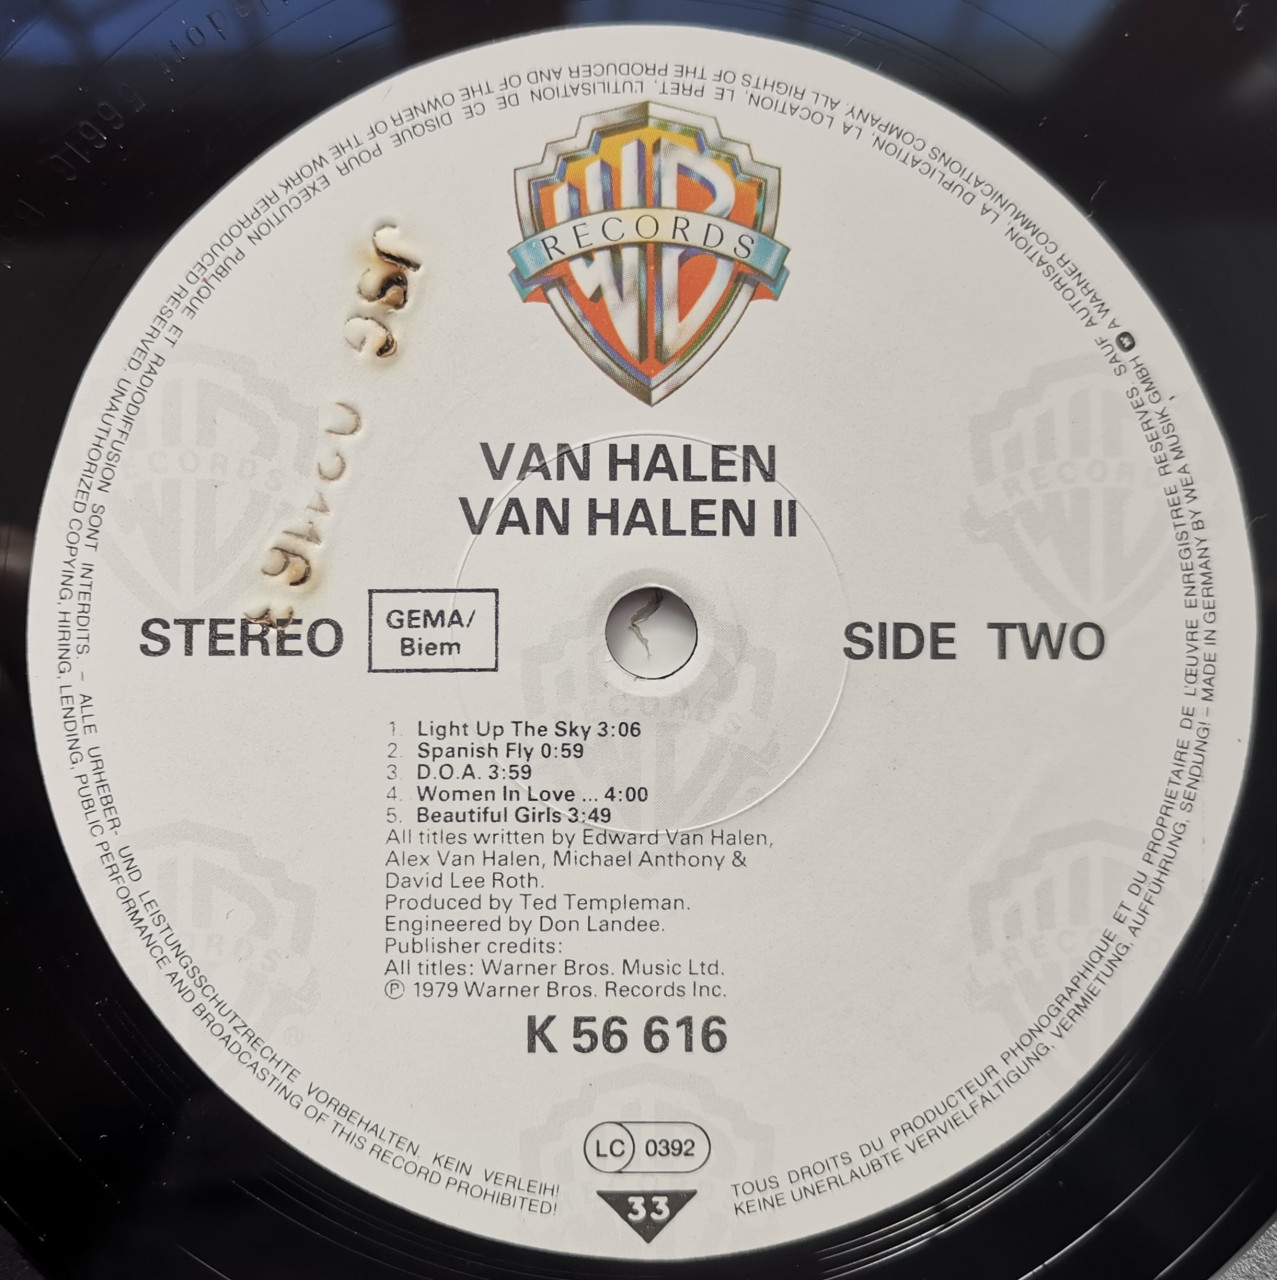 RECORDS
VAN HALEN
VAN HALEN II
STEREO
GEMA/
Biem
SIDE TWO
1. Light Up The Sky 3:06
2. Spanish Fly 0:59
3. D.O.A. 3:59
4. Women In Love ... 4:00
5. Beautiful Girls 3:49
All titles written by Edward Van Halen,
Alex Van Halen, Michael Anthony &
David Lee Roth.
Produced by Ted Templeman.
Engineered by Don Landee.
Publisher credits:
All titles: Warner Bros. Music Ltd.
Ⓟ 1979 Warner Bros. Records Inc.
K 56 616
LC 0392
33
TOUS DROITS DU PRODUCTEUR PHONOGRAPHIQUE ET DU PROPRIETAIRE DE L'ŒUVRE ENREGISTREE RESERVES. SAUF AUTORISATION, LA DUPLICATION, LA LOCATION, LE PRET, L'UTILISATION DE CE DISQUE POUR EXECUTION PUBLIQUE ET RADIODIFFUSION SONT INTERDITS. – ALLE URHEBER- UND LEISTUNGSSCHUTZRECHTE VORBEHALTEN. KEIN VERLEIH!
KEINE UNERLAUBTE VERVIELFÄLTIGUNG, VERMIETUNG, AUFFÜHRUNG, SENDUNG! – MADE IN GERMANY BY WEA MUSIK GMBH, A WARNER COMMUNICATIONS COMPANY. ALL RIGHTS OF THE PRODUCER AND OF THE OWNER OF THE WORK REPRODUCED RESERVED. UNAUTHORIZED COPYING, HIRING, LENDING, PUBLIC PERFORMANCE AND BROADCASTING OF THIS RECORD PROHIBITED!